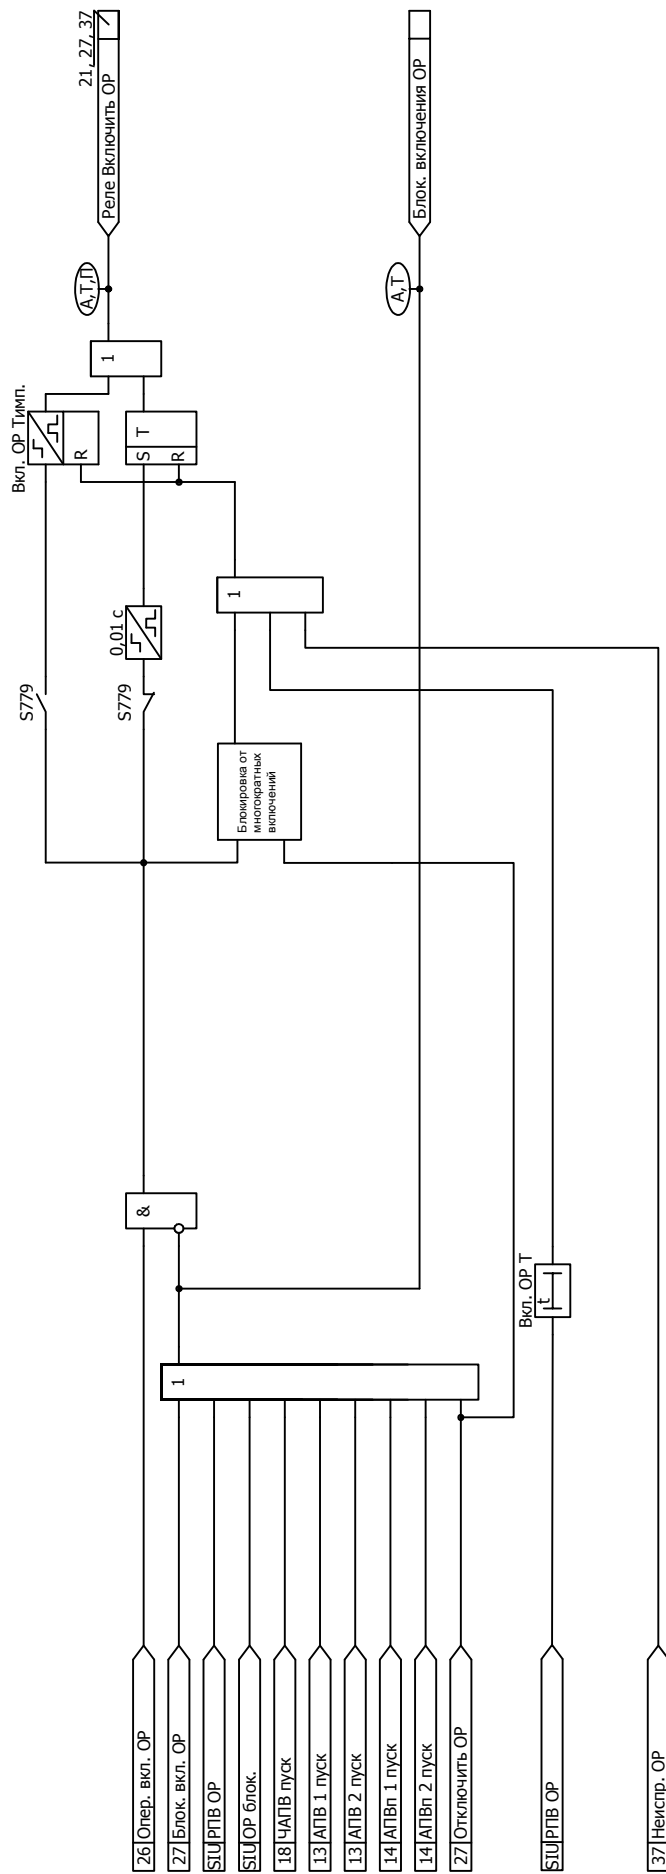 26 Опер. вкл. ОР
27 Блок. вкл. ОР
SIU РПВ ОР
SIU ОР блок.
18 ЧАПВ пуск
13 АПВ 1 пуск
13 АПВ 2 пуск
14 АПВп 1 пуск
14 АПВп 2 пуск
27 Отключить ОР
SIU РПВ ОР
37 Неиспр. ОР
1
&
Вкл. ОР Т
t
Блокировка от
многократных
включений
S779
S779
0,01 с
1
Вкл. ОР Тимп.
R
S T
R
1
А,Т,П
А,Т
Реле Включить ОР
21, 27, 37
Блок. включения ОР